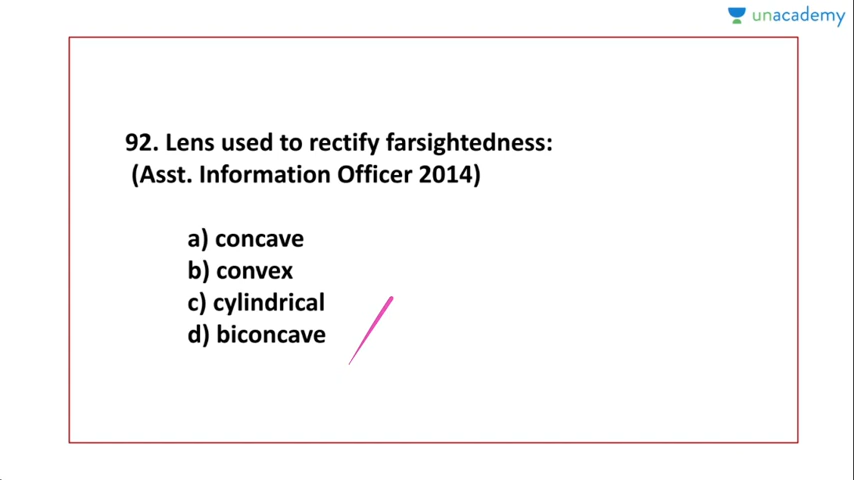 unacademy
92. Lens used to rectify farsightedness:
(Asst. Information Officer 2014)
a) concave
b) convex
c) cylindrical
d) biconcave